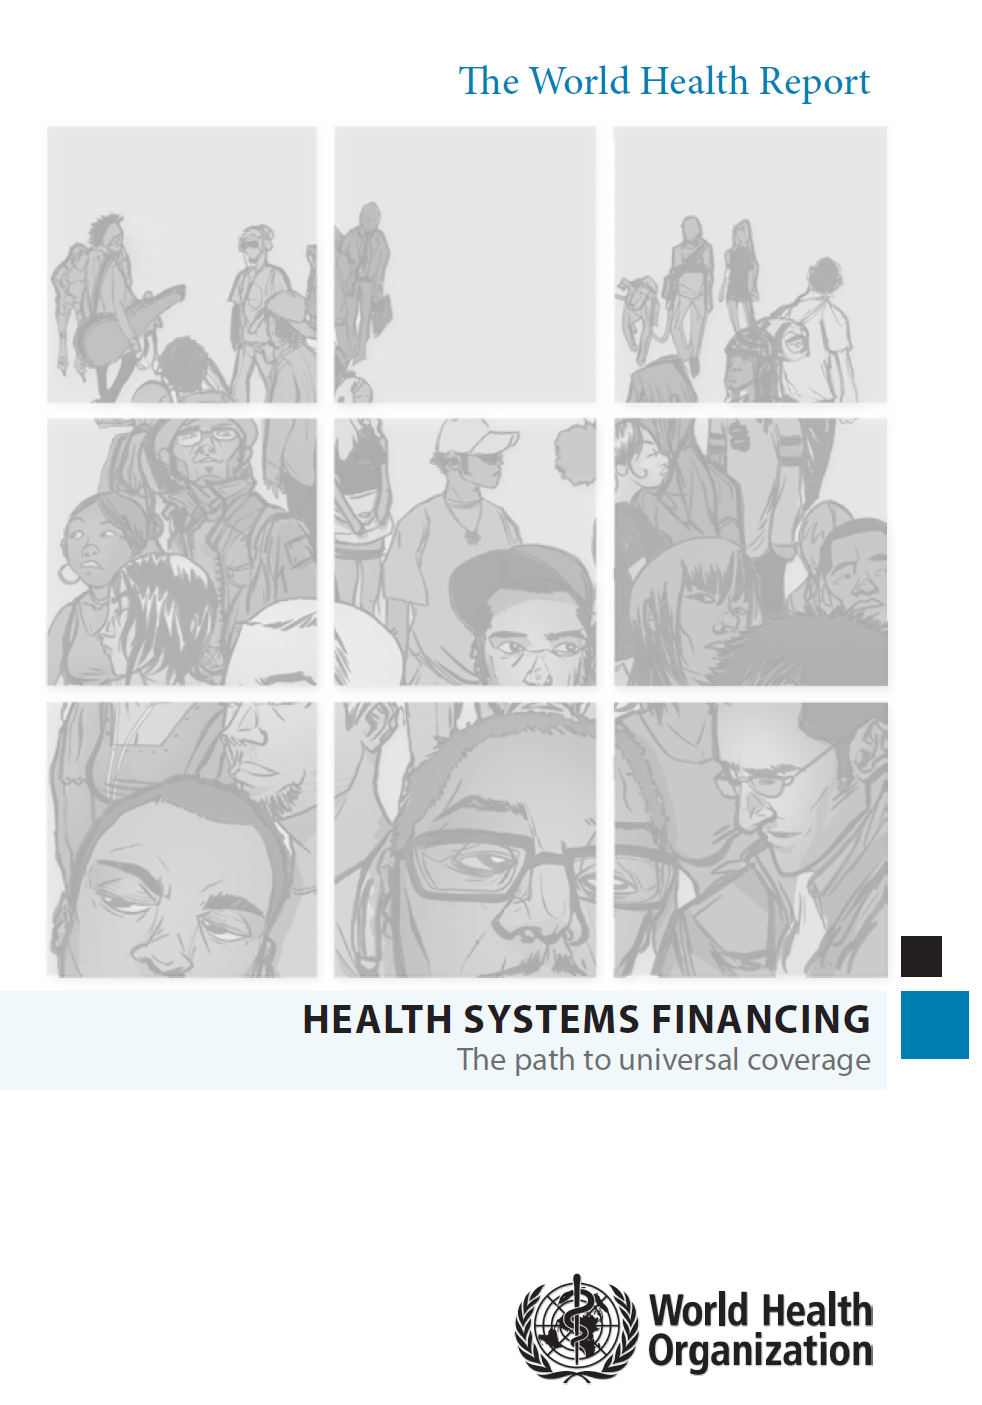 The World Health Report
HEALTH SYSTEMS FINANCING
The path to universal coverage
World Health
Organization